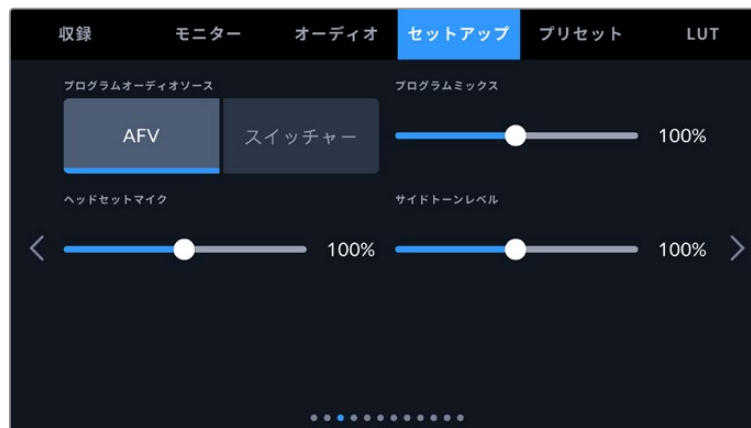 収録 モニター オーディオ セットアップ プリセット LUT
プログラムオーディオソース プログラムミックス
AFV スイッチャー 100%
ヘッドセットマイク サイドトーンレベル
100% 100%